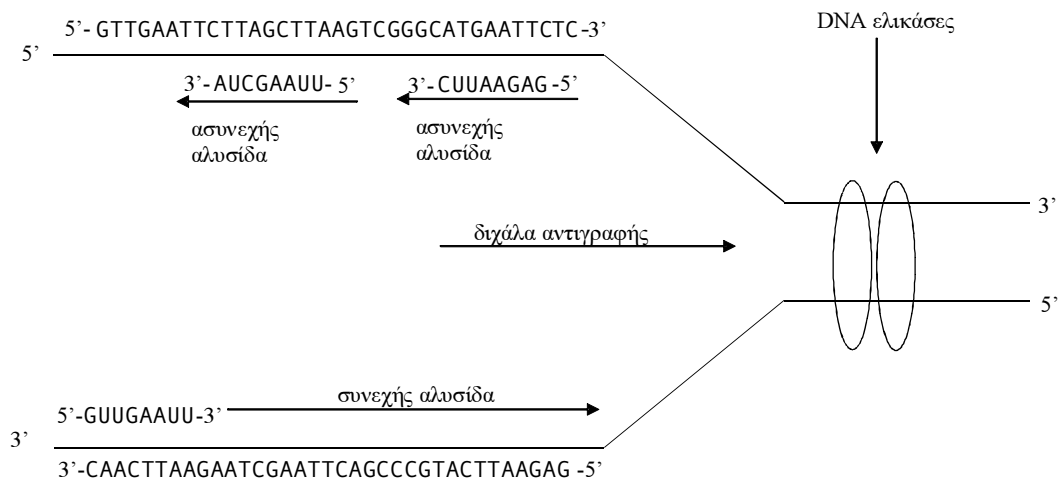 DNA ελικάσες
5’- GTTGAATTCTTAGCTTAAGTCGGGCATGAATTCTC-3’
5’
3’-AUCGAAUU- 5’
3’-CUUAAGAG-5’
ασυνεχής
αλυσίδα
ασυνεχής
αλυσίδα
3’
διχάλα αντιγραφής
5’
συνεχής αλυσίδα
5’-GUUGAAUU-3’
3’
3’-CAACTTAAGAATCGAATTCAGCCCGTACTTAAGAG -5’